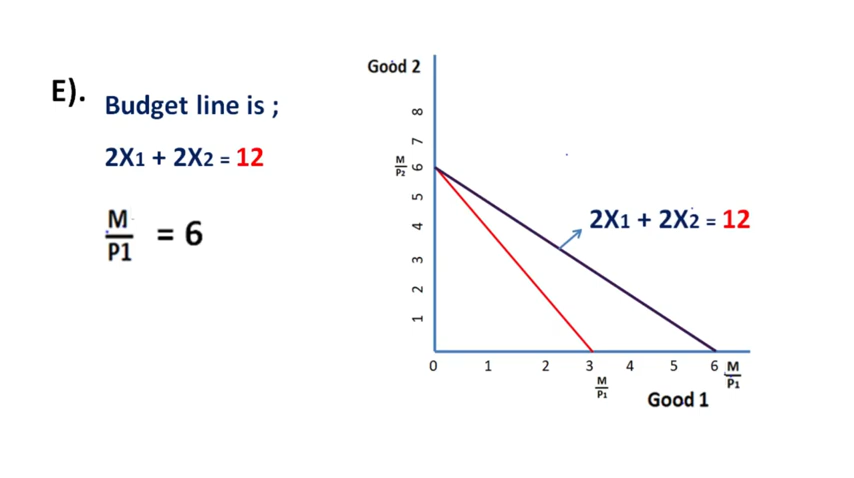 E).
Budget line is ;
2X1 + 2X2 = 12
M
P1
= 6
Good 2
8
7
M
P2
6
5
4
3
2
1
2X1 + 2X2 = 12
0 1 2 3 4 5 6
M
P1
M
P1
Good 1